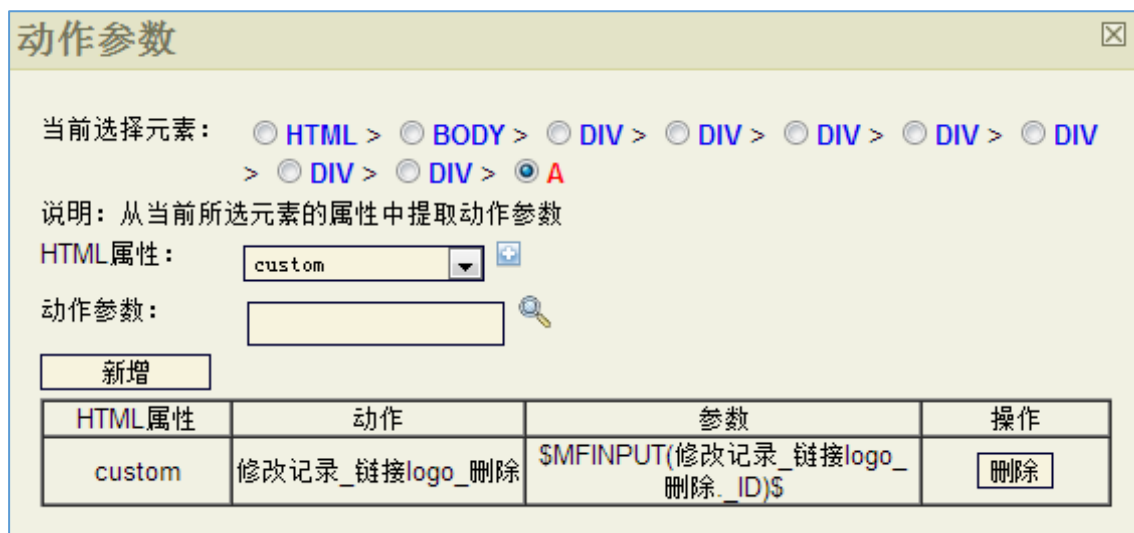 动作参数
当前选择元素： HTML > BODY > DIV > DIV > DIV > DIV > DIV
> DIV > DIV > A
说明：从当前所选元素的属性中提取动作参数
HTML属性： custom
动作参数：
新增
HTML属性 动作 参数 操作
custom 修改记录_链接logo_删除 $MFINPUT(修改记录_链接logo_ 删除
删除._ID)$